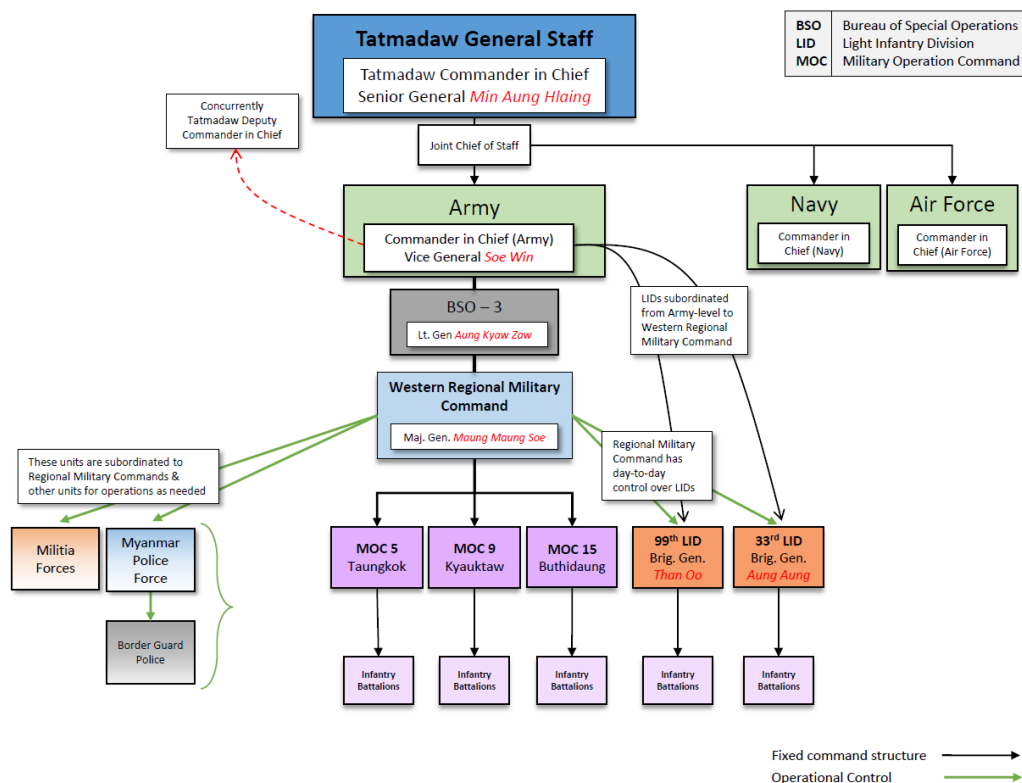 Tatmadaw General Staff
Tatmadaw Commander in Chief
Senior General Min Aung Hlaing
BSO Bureau of Special Operations
LID Light Infantry Division
MOC Military Operation Command
Concurrently
Tatmadaw Deputy
Commander in Chief
Joint Chief of Staff
Army
Commander in Chief (Army)
Vice General Soe Win
Navy
Commander in
Chief (Navy)
Air Force
Commander in
Chief (Air Force)
BSO – 3
Lt. Gen Aung Kyaw Zaw
LIDs subordinated
from Army-level to
Western Regional
Military Command
Western Regional Military
Command
Maj. Gen. Maung Maung Soe
These units are subordinated to
Regional Military Commands &
other units for operations as needed
Regional Military
Command has
day-to-day
control over LIDs
Militia
Forces
Myanmar
Police
Force
Border Guard
Police
MOC 5
Taungkok
MOC 9
Kyauktaw
MOC 15
Buthidaung
99th LID
Brig. Gen.
Than Oo
33rd LID
Brig. Gen.
Aung Aung
Infantry
Battalions
Infantry
Battalions
Infantry
Battalions
Infantry
Battalions
Infantry
Battalions
Fixed command structure
Operational Control